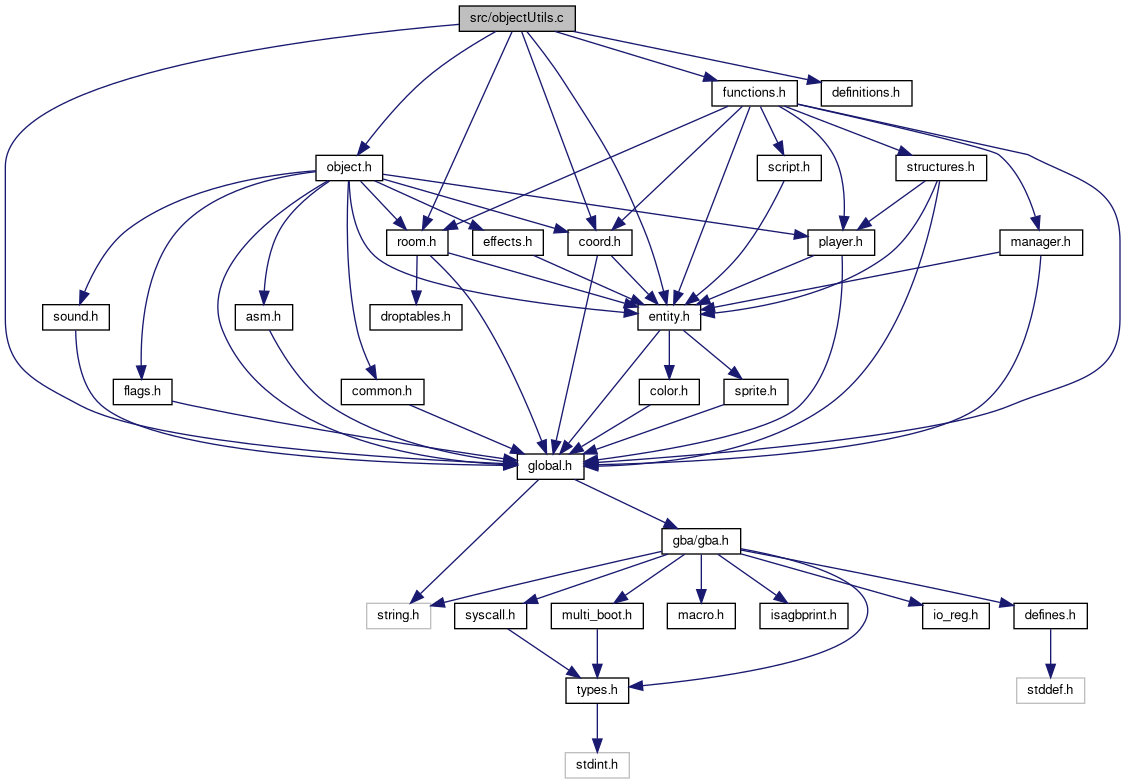 src/objectUtils.c
functions.h
definitions.h
object.h
script.h
structures.h
room.h
effects.h
coord.h
player.h
manager.h
sound.h
asm.h
droptables.h
entity.h
flags.h
common.h
color.h
sprite.h
global.h
gba/gba.h
string.h
syscall.h
multi_boot.h
macro.h
isagbprint.h
io_reg.h
defines.h
types.h
stddef.h
stdint.h